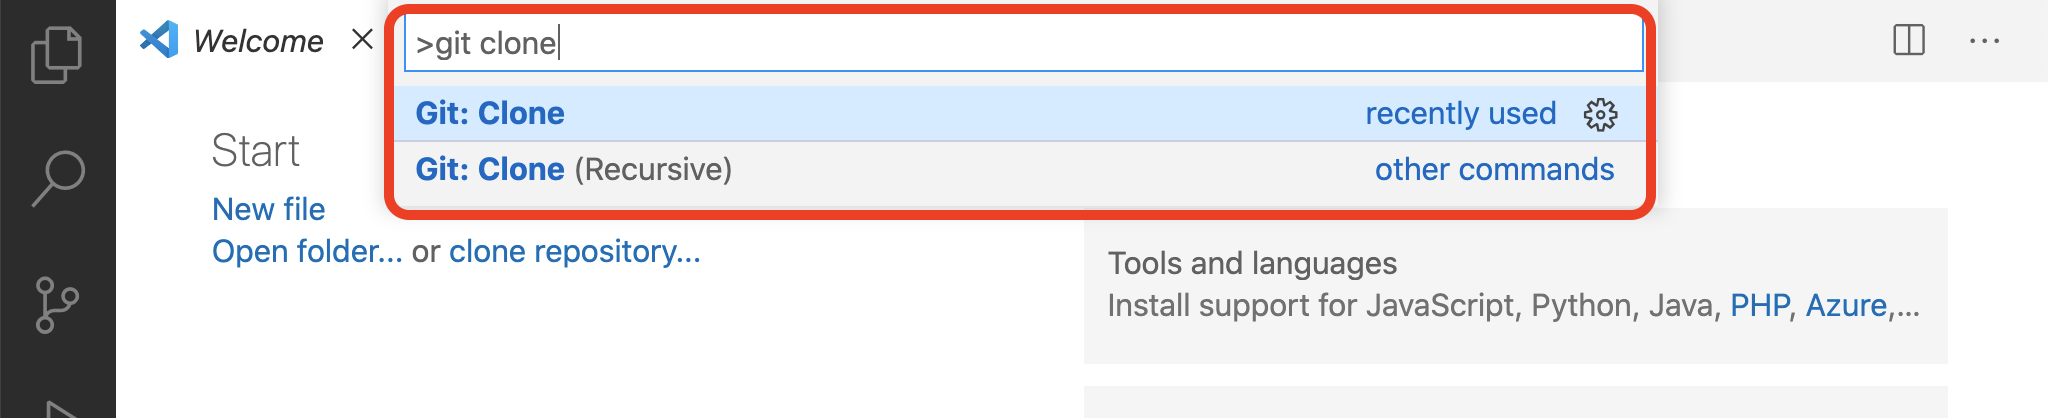 Welcome
>git clone
Git: Clone recently used
Git: Clone (Recursive) other commands
Start
New file
Open folder... or clone repository...
Tools and languages
Install support for JavaScript, Python, Java, PHP, Azure,...